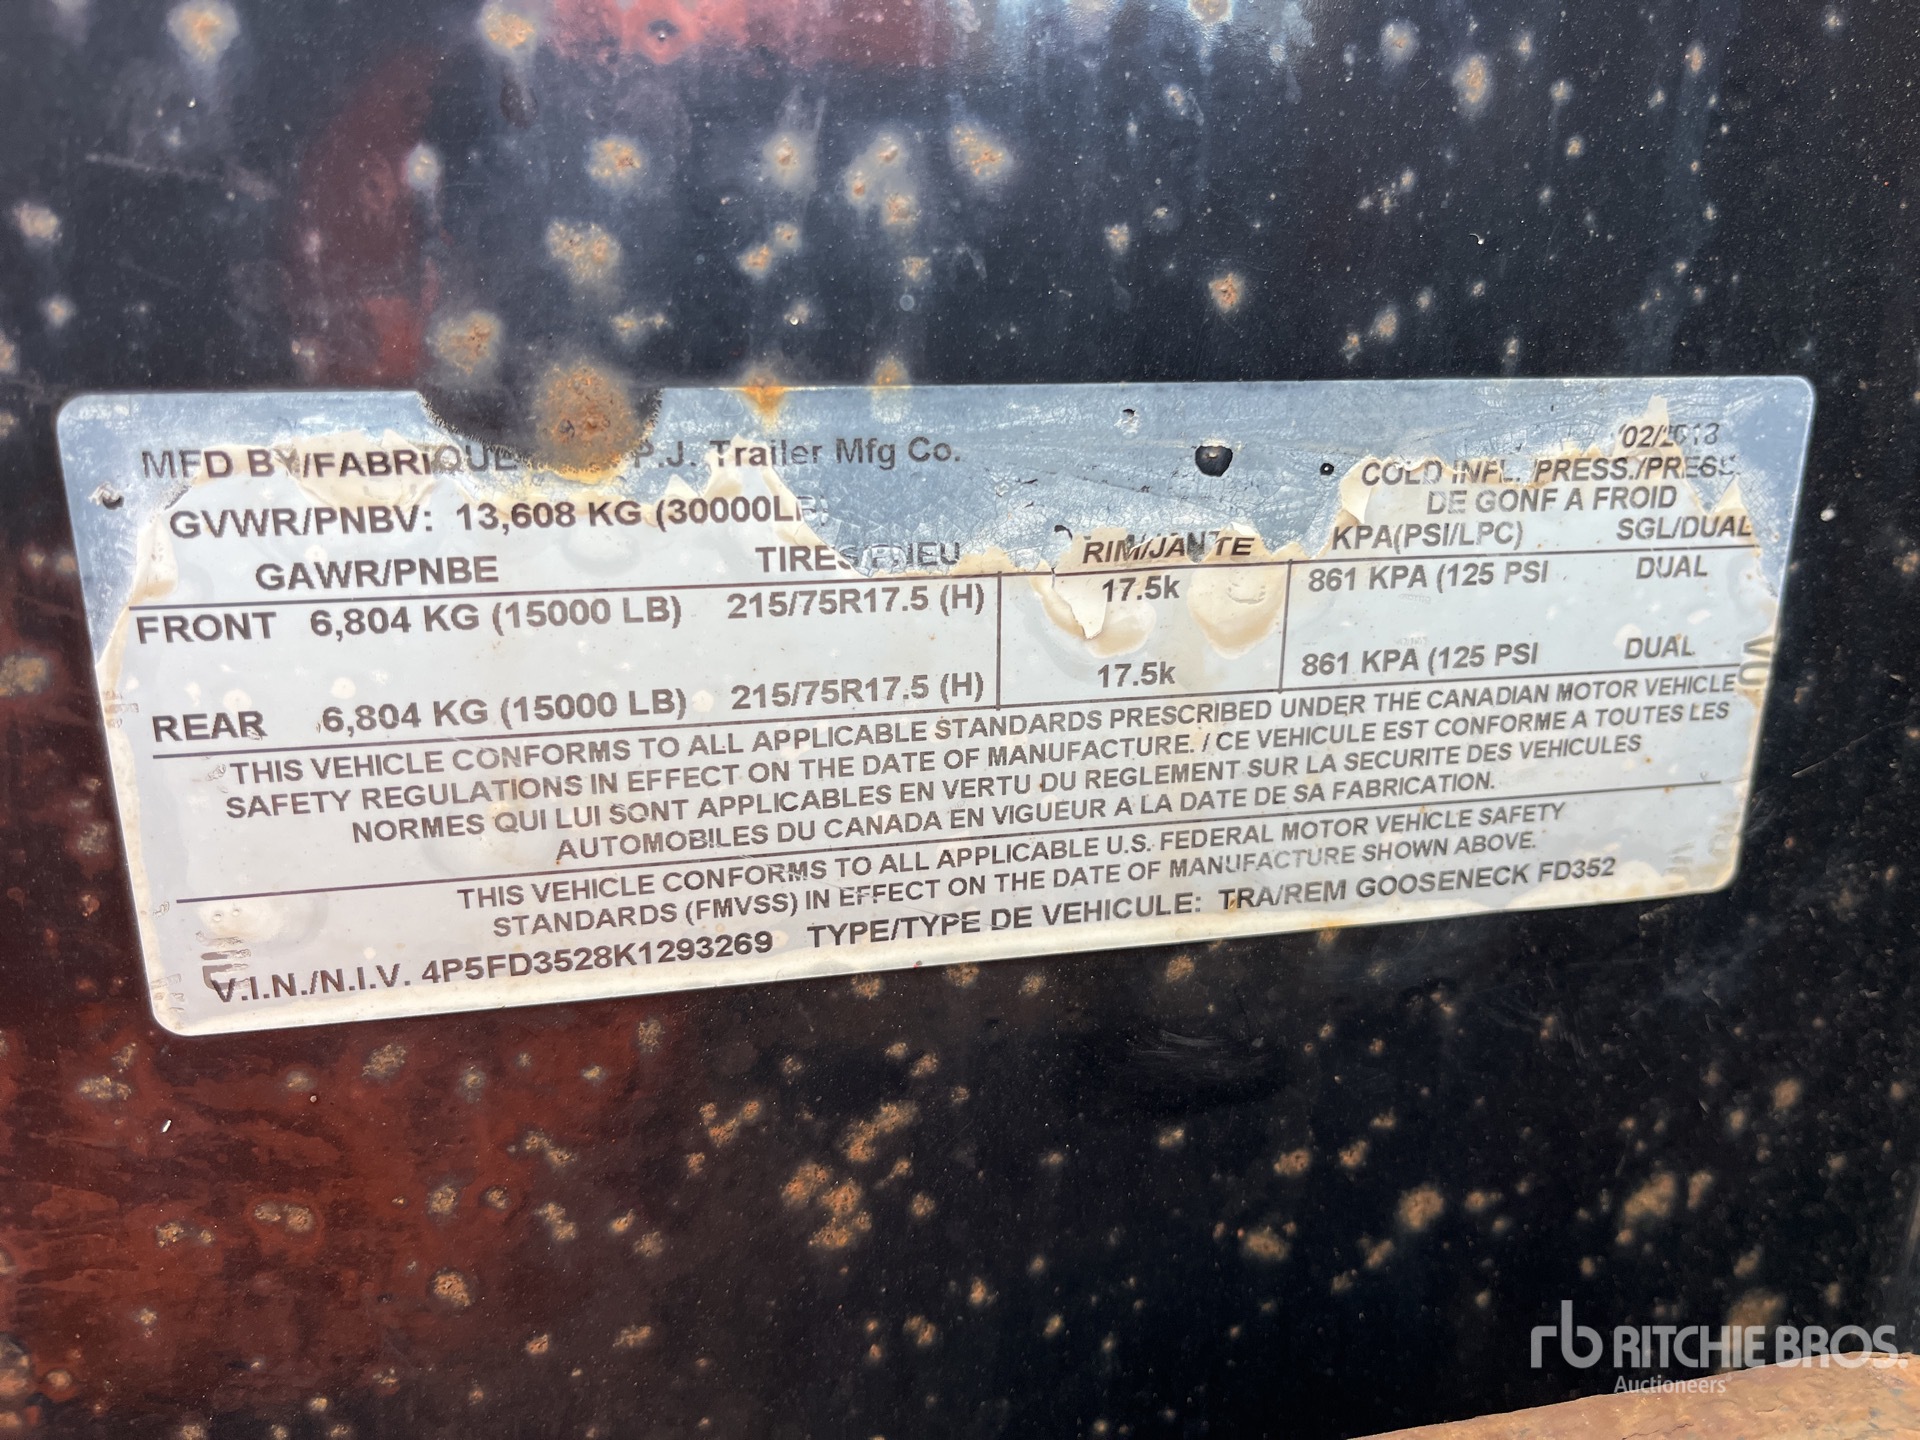 MFD BY/FABRIQUE P.J. Trailer Mfg Co. 02/2018
GVWR/PNBV: 13,608 KG (30000LB) COLD INFL. PRESS./PRESS.
DE GONF A FROID
GAWR/PNBE TIRES/PNEU RIM/JANTE KPA(PSI/LPC) SGL/DUAL
FRONT 6,804 KG (15000 LB) 215/75R17.5 (H) 17.5k 861 KPA (125 PSI DUAL
REAR 6,804 KG (15000 LB) 215/75R17.5 (H) 17.5k 861 KPA (125 PSI DUAL
THIS VEHICLE CONFORMS TO ALL APPLICABLE STANDARDS PRESCRIBED UNDER THE CANADIAN MOTOR VEHICLE
SAFETY REGULATIONS IN EFFECT ON THE DATE OF MANUFACTURE. / CE VEHICULE EST CONFORME A TOUTES LES
NORMES QUI LUI SONT APPLICABLES EN VERTU DU REGLEMENT SUR LA SECURITE DES VEHICULES
AUTOMOBILES DU CANADA EN VIGUEUR A LA DATE DE SA FABRICATION.
THIS VEHICLE CONFORMS TO ALL APPLICABLE U.S. FEDERAL MOTOR VEHICLE SAFETY
STANDARDS (FMVSS) IN EFFECT ON THE DATE OF MANUFACTURE SHOWN ABOVE.
V.I.N./N.I.V. 4P5FD3528K1293269 TYPE/TYPE DE VEHICULE: TRA/REM GOOSENECK FD352
rb RITCHIE BROS.
Auctioneers